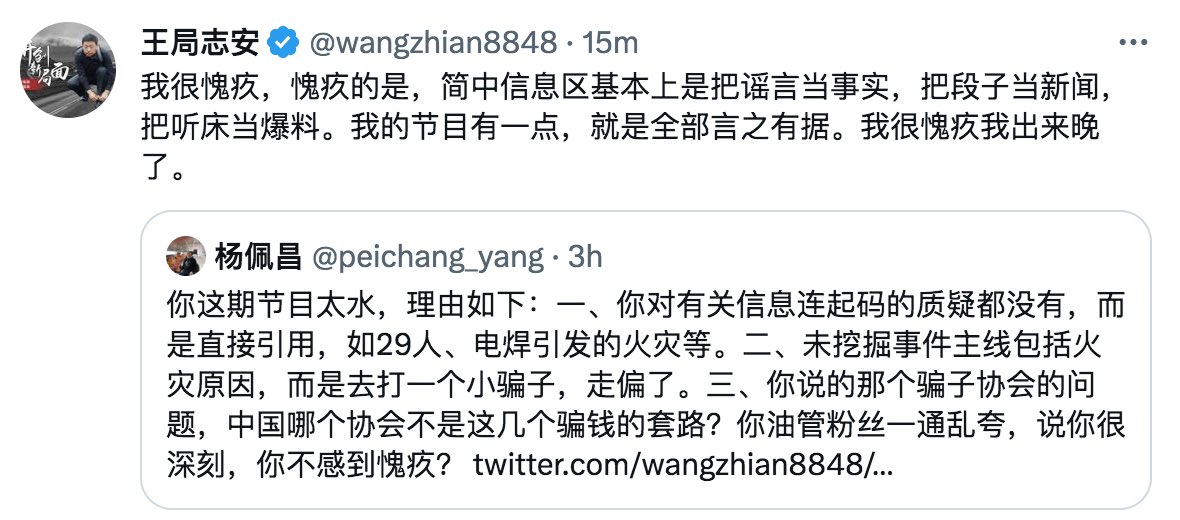 王局志安 @wangzhian8848 · 15m
我很愧疚，愧疚的是，简中信息区基本上是把谣言当事实，把段子当新闻，
把听床当爆料。我的节目有一点，就是全部言之有据。我很愧疚我出来晚
了。
杨佩昌 @peichang_yang · 3h
你这期节目太水，理由如下：一、你对有关信息连起码的质疑都没有，而
是直接引用，如29人、电焊引发的火灾等。二、未挖掘事件主线包括火
灾原因，而是去打一个小骗子，走偏了。三、你说的那个骗子协会的问
题，中国哪个协会不是这几个骗钱的套路？你油管粉丝一通乱夸，说你很
深刻，你不感到愧疚？ twitter.com/wangzhian8848/...